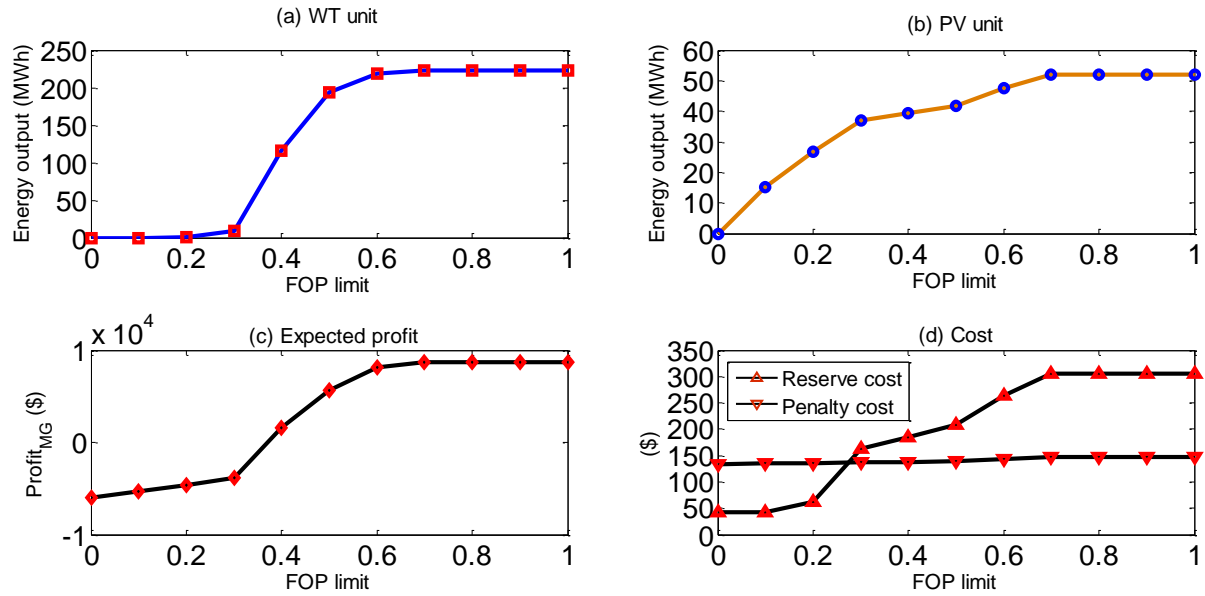 (a) WT unit
Energy output (MWh)
250
200
150
100
50
0
0 0.2 0.4 0.6 0.8 1
FOP limit
(b) PV unit
Energy output (MWh)
60
50
40
30
20
10
0
0 0.2 0.4 0.6 0.8 1
FOP limit
(c) Expected profit
x 10^4
Profit_MG ($)
1
0
-1
0 0.2 0.4 0.6 0.8 1
FOP limit
(d) Cost
($)
350
300
250
200
150
100
50
0
Reserve cost
Penalty cost
0 0.2 0.4 0.6 0.8 1
FOP limit